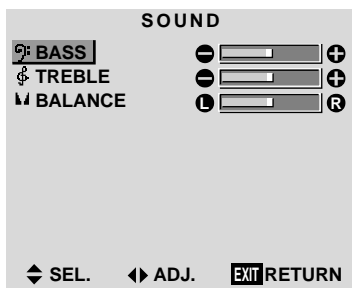 SOUND
BASS
TREBLE
BALANCE L R
SEL. ADJ. EXIT RETURN